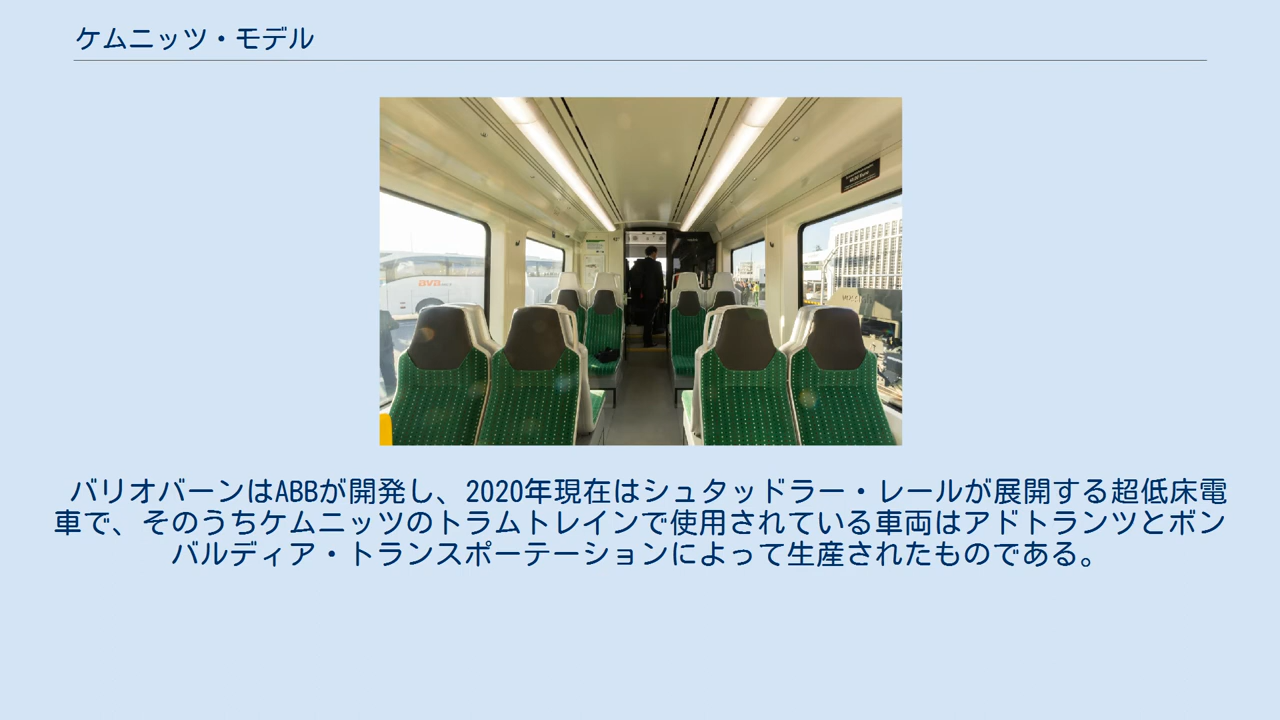 ケムニッツ・モデル
ava
バリオバーンはABBが開発し、2020年現在はシュタッドラー・レールが展開する超低床電
車で、そのうちケムニッツのトラムトレインで使用されている車両はアドトランツとボン
バルディア・トランスポーテーションによって生産されたものである。